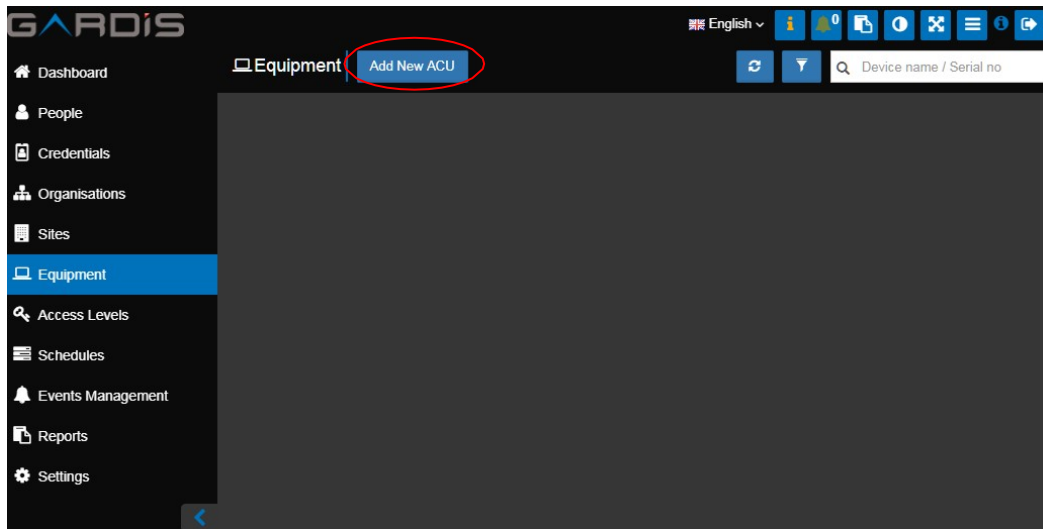 GARDiS
English
0
Dashboard
Equipment
Add New ACU
Device name / Serial no
People
Credentials
Organisations
Sites
Equipment
Access Levels
Schedules
Events Management
Reports
Settings